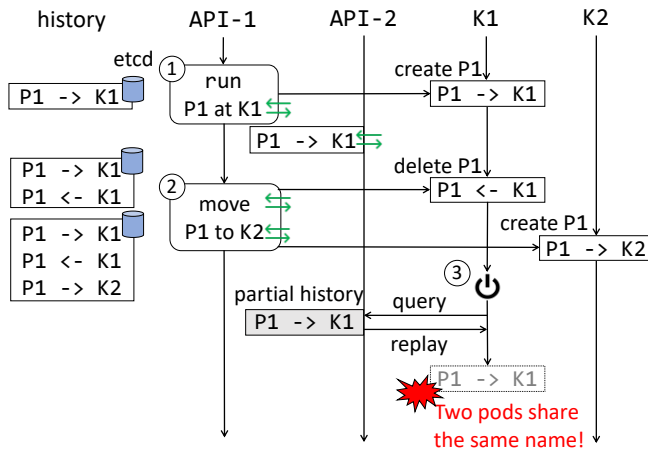 history API-1 API-2 K1 K2
etcd
1
run
P1 at K1
create P1
P1 -> K1
P1 -> K1
P1 -> K1
P1 -> K1
P1 <- K1
2
move
P1 to K2
delete P1
P1 <- K1
create P1
P1 -> K2
P1 -> K1
P1 <- K1
P1 -> K2
3
partial history
P1 -> K1
query
replay
P1 -> K1
Two pods share
the same name!